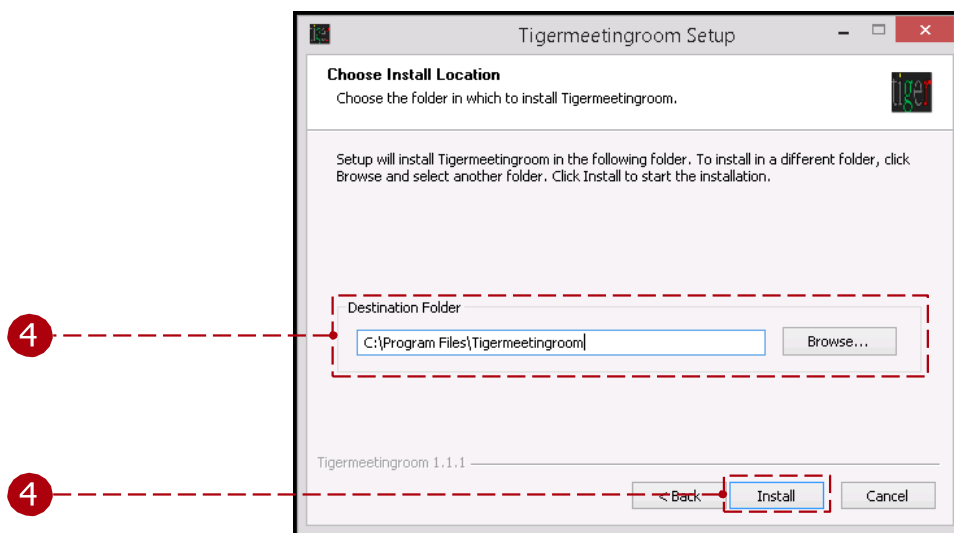 Tigermeetingroom Setup
Choose Install Location
Choose the folder in which to install Tigermeetingroom.
tiger
Setup will install Tigermeetingroom in the following folder. To install in a different folder, click
Browse and select another folder. Click Install to start the installation.
Destination Folder
4
C:\Program Files\Tigermeetingroom
Browse...
Tigermeetingroom 1.1.1
4
< Back
Install
Cancel